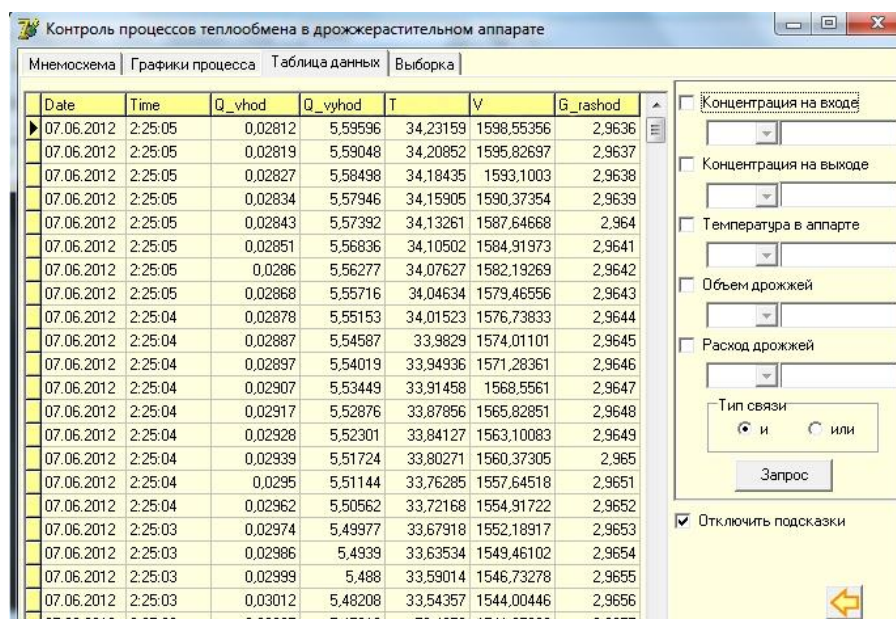 Контроль процессов теплообмена в дрожжерастительном аппарате
Мнемосхема Графики процесса Таблица данных Выборка
Date Time Q_vhod Q_vyhod T V G_rashod
07.06.2012 2:25:05 0,02812 5,59596 34,23159 1598,55356 2,9636
07.06.2012 2:25:05 0,02819 5,59048 34,20852 1595,82697 2,9637
07.06.2012 2:25:05 0,02827 5,58498 34,18435 1593,1003 2,9638
07.06.2012 2:25:05 0,02834 5,57946 34,15905 1590,37354 2,9639
07.06.2012 2:25:05 0,02843 5,57392 34,13261 1587,64668 2,964
07.06.2012 2:25:05 0,02851 5,56836 34,10502 1584,91973 2,9641
07.06.2012 2:25:05 0,0286 5,56277 34,07627 1582,19269 2,9642
07.06.2012 2:25:05 0,02868 5,55716 34,04634 1579,46556 2,9643
07.06.2012 2:25:04 0,02878 5,55153 34,01523 1576,73833 2,9644
07.06.2012 2:25:04 0,02887 5,54587 33,9829 1574,01101 2,9645
07.06.2012 2:25:04 0,02897 5,54019 33,94936 1571,28361 2,9646
07.06.2012 2:25:04 0,02907 5,53449 33,91458 1568,5561 2,9647
07.06.2012 2:25:04 0,02917 5,52876 33,87856 1565,82851 2,9648
07.06.2012 2:25:04 0,02928 5,52301 33,84127 1563,10083 2,9649
07.06.2012 2:25:04 0,02939 5,51724 33,80271 1560,37305 2,965
07.06.2012 2:25:04 0,0295 5,51144 33,76285 1557,64518 2,9651
07.06.2012 2:25:04 0,02962 5,50562 33,72168 1554,91722 2,9652
07.06.2012 2:25:03 0,02974 5,49977 33,67918 1552,18917 2,9653
07.06.2012 2:25:03 0,02986 5,4939 33,63534 1549,46102 2,9654
07.06.2012 2:25:03 0,02999 5,488 33,59014 1546,73278 2,9655
07.06.2012 2:25:03 0,03012 5,48208 33,54357 1544,00446 2,9656
Концентрация на входе
Концентрация на выходе
Температура в аппарте
Объем дрожжей
Расход дрожжей
Тип связи
и или
Запрос
Отключить подсказки